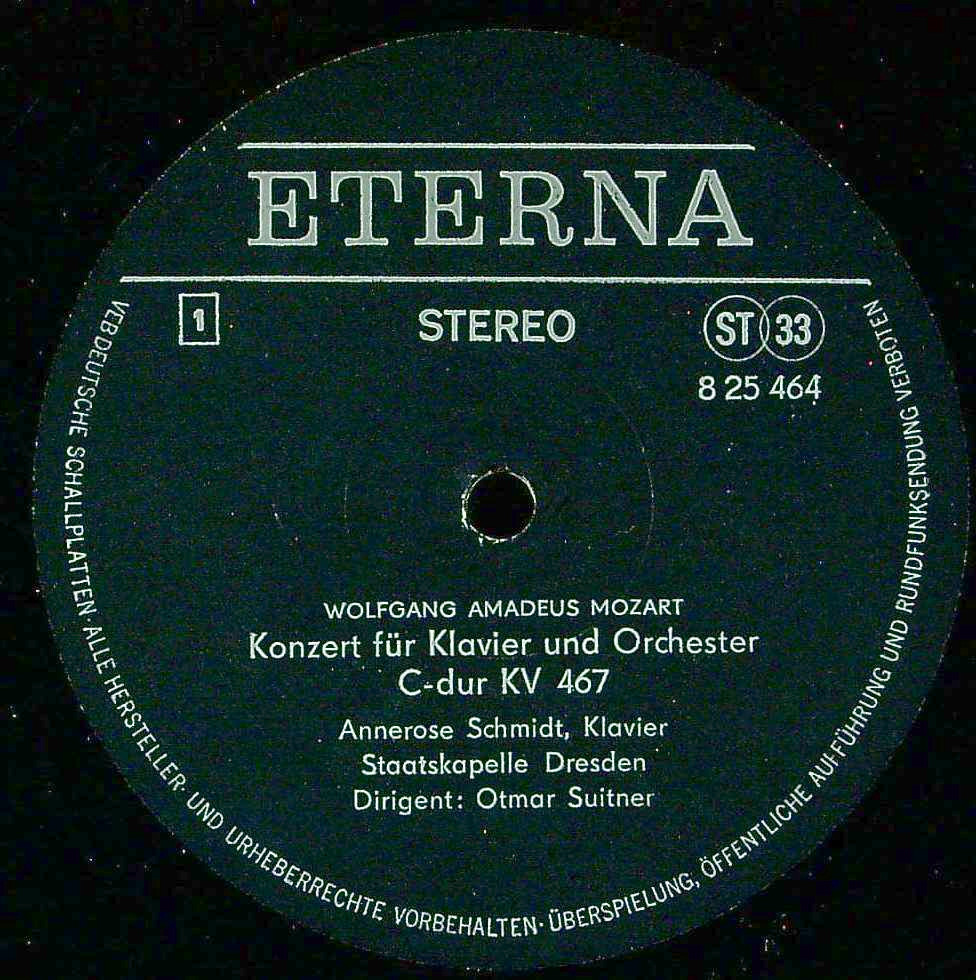 ETERNA
1
STEREO
ST 33
8 25 464
WOLFGANG AMADEUS MOZART
Konzert für Klavier und Orchester
C-dur KV 467
Annerose Schmidt, Klavier
Staatskapelle Dresden
Dirigent: Otmar Suitner
VEB DEUTSCHE SCHALLPLATTEN · ALLE HERSTELLER- UND URHEBERRECHTE VORBEHALTEN · ÜBERSPIELUNG, ÖFFENTLICHE AUFFÜHRUNG UND RUNDFUNKSENDUNG VERBOTEN